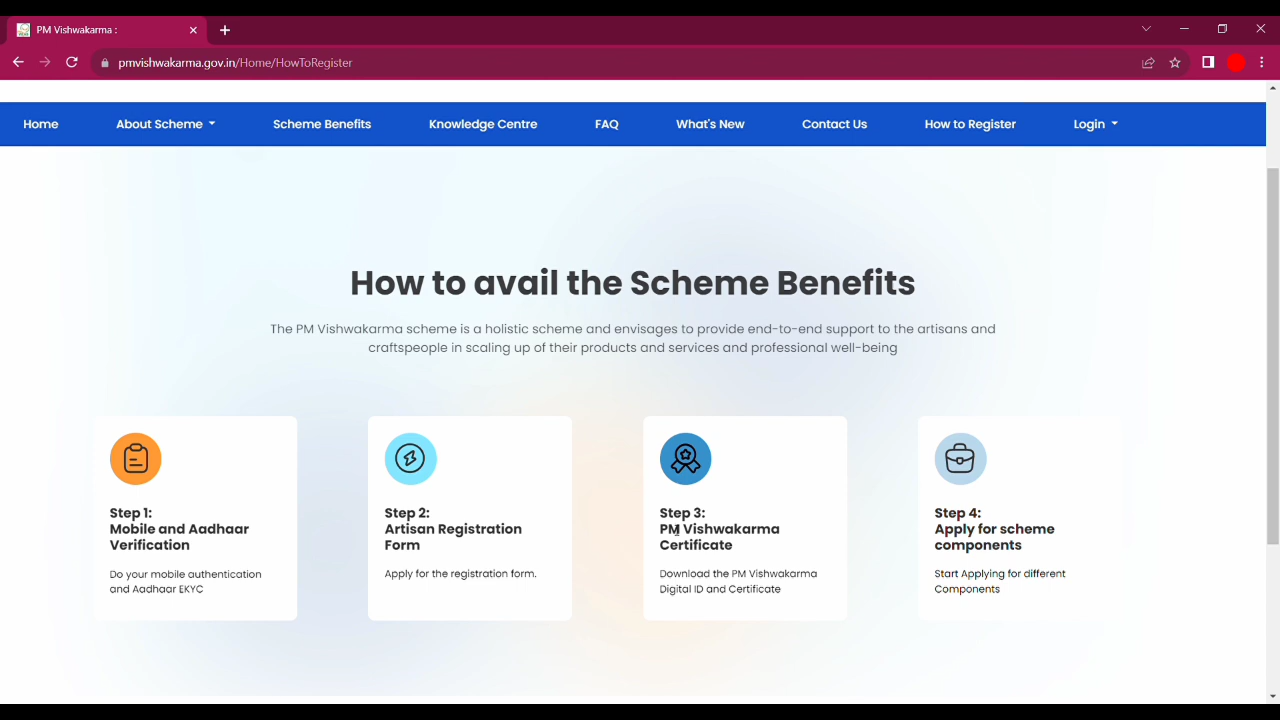 PM Vishwakarma :
pmvishwakarma.gov.in/Home/HowToRegister
Home About Scheme Scheme Benefits Knowledge Centre FAQ What's New Contact Us How to Register Login
How to avail the Scheme Benefits
The PM Vishwakarma scheme is a holistic scheme and envisages to provide end-to-end support to the artisans and
craftspeople in scaling up of their products and services and professional well-being
Step 1:
Mobile and Aadhaar
Verification
Do your mobile authentication
and Aadhaar EKYC
Step 2:
Artisan Registration
Form
Apply for the registration form.
Step 3:
PM Vishwakarma
Certificate
Download the PM Vishwakarma
Digital ID and Certificate
Step 4:
Apply for scheme
components
Start Applying for different
Components